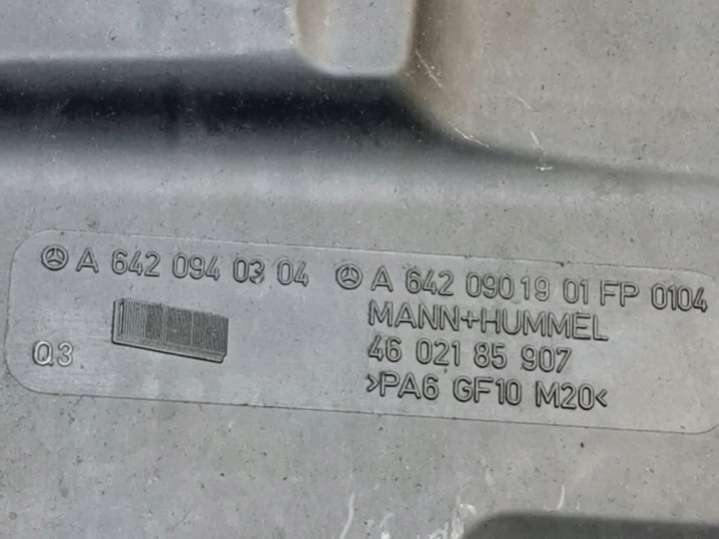 A 642 094 03 04
Q3
A 642 090 19 01 FP 0104
MANN+HUMMEL
46 021 85 907
>PA6 GF10 M20<